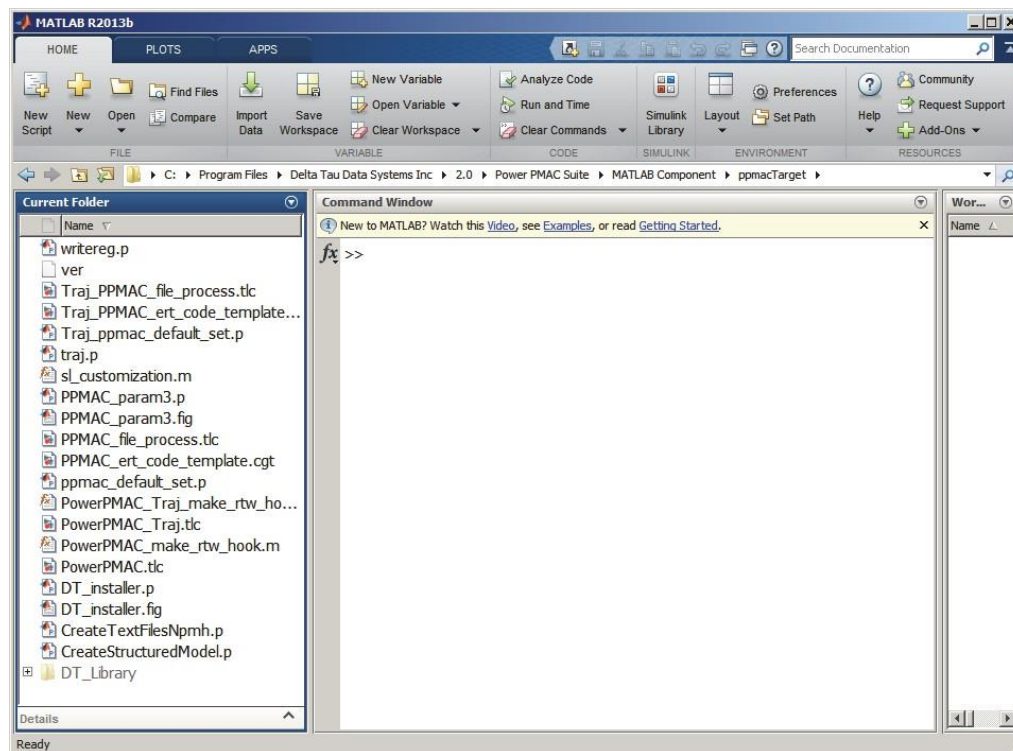 MATLAB R2013b
HOME PLOTS APPS Search Documentation
New Script New Open Find Files Compare Import Data Save Workspace New Variable Open Variable Clear Workspace Analyze Code Run and Time Clear Commands Simulink Library Layout Preferences Set Path Help Community Request Support Add-Ons
FILE VARIABLE CODE SIMULINK ENVIRONMENT RESOURCES
C: Program Files Delta Tau Data Systems Inc 2.0 Power PMAC Suite MATLAB Component ppmacTarget
Current Folder
Name
writereg.p
ver
Traj_PPMAC_file_process.tlc
Traj_PPMAC_ert_code_template...
Traj_ppmac_default_set.p
traj.p
sl_customization.m
PPMAC_param3.p
PPMAC_param3.fig
PPMAC_file_process.tlc
PPMAC_ert_code_template.cgt
ppmac_default_set.p
PowerPMAC_Traj_make_rtw_ho...
PowerPMAC_Traj.tlc
PowerPMAC_make_rtw_hook.m
PowerPMAC.tlc
DT_installer.p
DT_installer.fig
CreateTextFilesNpmh.p
CreateStructuredModel.p
DT_Library
Details
Command Window
New to MATLAB? Watch this Video, see Examples, or read Getting Started.
fx >>
Wor...
Name
Ready